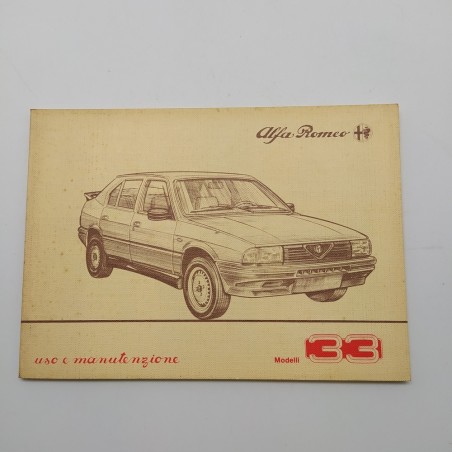 Alfa-Romeo
uso e manutenzione
Modelli 33